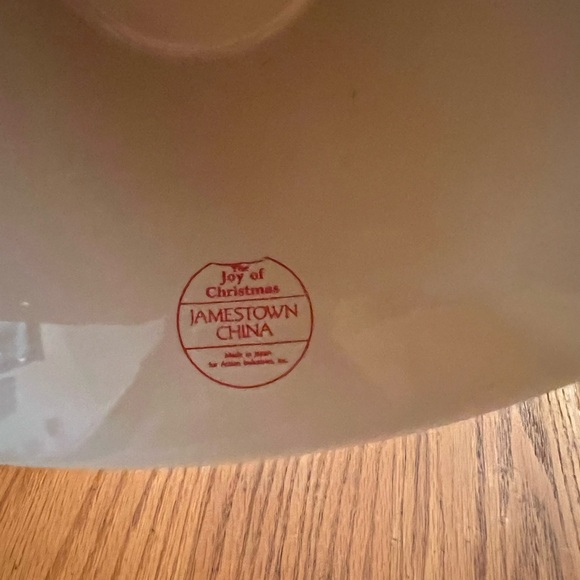 The
Joy of
Christmas
JAMESTOWN
CHINA
Made in Japan
for Action Industries, Inc.